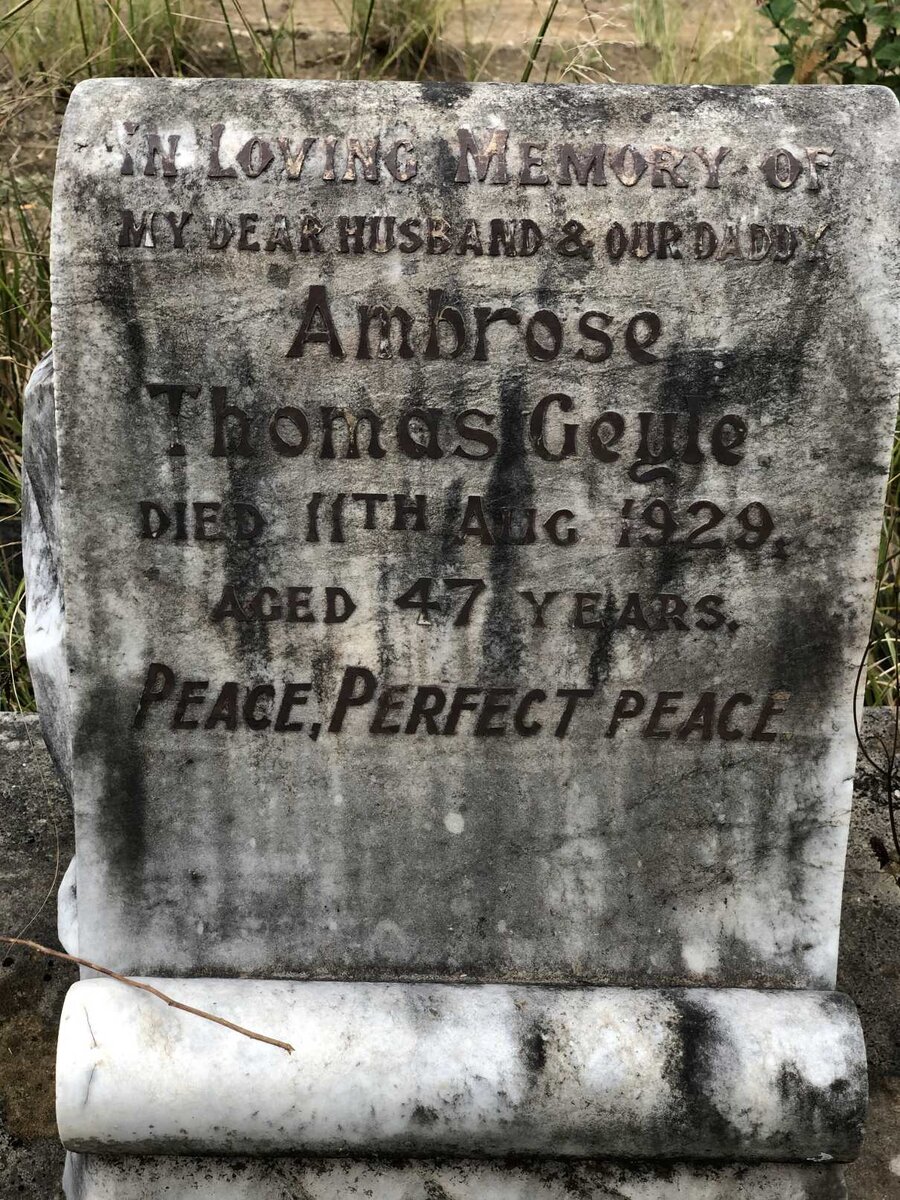 IN LOVING MEMORY OF
MY DEAR HUSBAND & OUR DADDY
Ambrose
Thomas Geyle
DIED 11TH AUG 1929,
AGED 47 YEARS.
PEACE, PERFECT PEACE